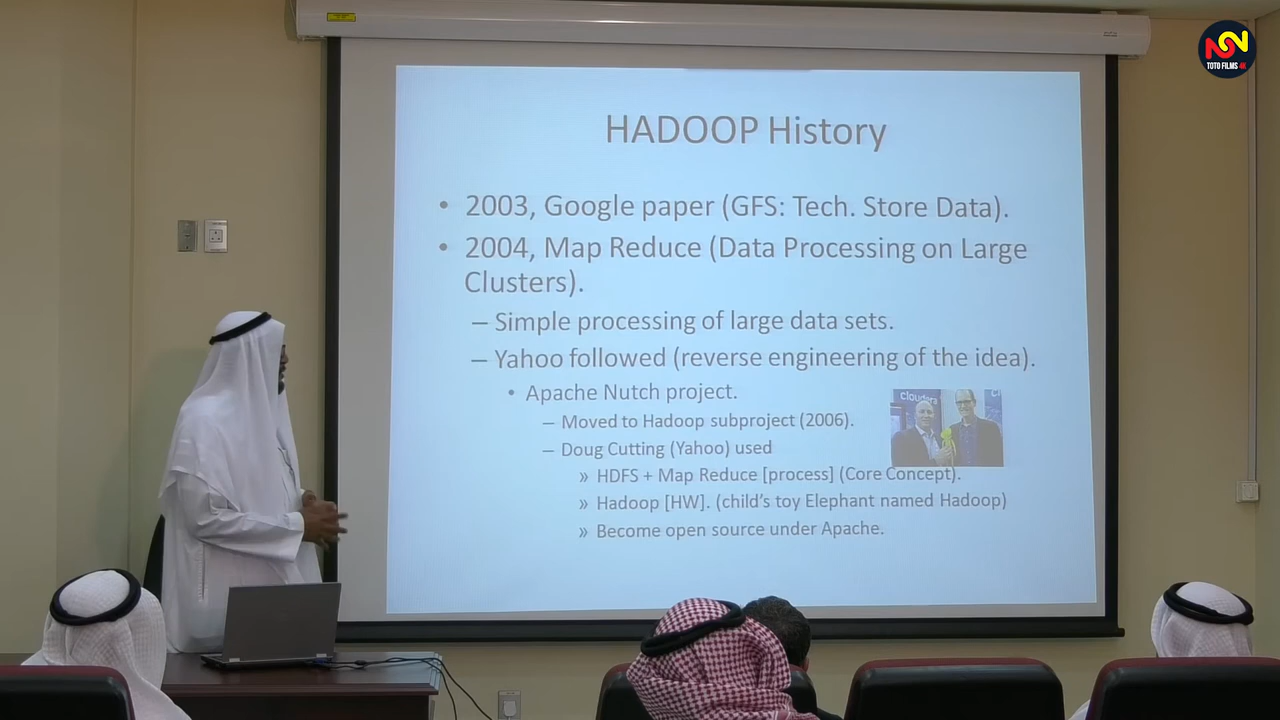 TOTO FILMS 4K
HADOOP History
• 2003, Google paper (GFS: Tech. Store Data).
• 2004, Map Reduce (Data Processing on Large
Clusters).
– Simple processing of large data sets.
– Yahoo followed (reverse engineering of the idea).
• Apache Nutch project.
– Moved to Hadoop subproject (2006).
– Doug Cutting (Yahoo) used
» HDFS + Map Reduce [process] (Core Concept).
» Hadoop [HW]. (child's toy Elephant named Hadoop)
» Become open source under Apache.